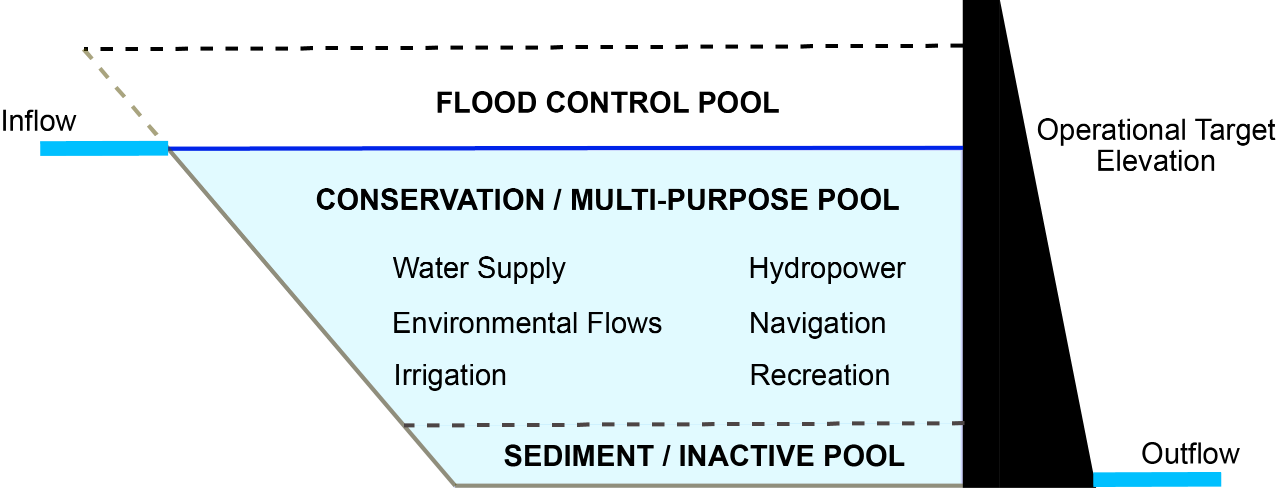 FLOOD CONTROL POOL
Inflow
Operational Target
Elevation
CONSERVATION / MULTI-PURPOSE POOL
Water Supply
Hydropower
Environmental Flows
Navigation
Irrigation
Recreation
SEDIMENT / INACTIVE POOL
Outflow